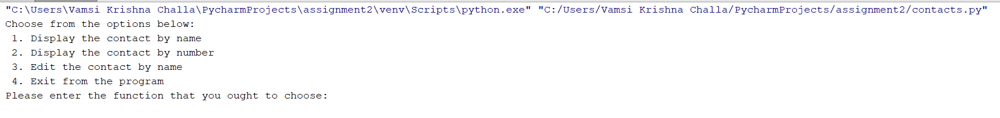 "C:\Users\Vamsi Krishna Challa\PycharmProjects\assignment2\venv\Scripts\python.exe" "C:/Users/Vamsi Krishna Challa/PycharmProjects/assignment2/contacts.py"
Choose from the options below:
 1. Display the contact by name
 2. Display the contact by number
 3. Edit the contact by name
 4. Exit from the program
Please enter the function that you ought to choose: